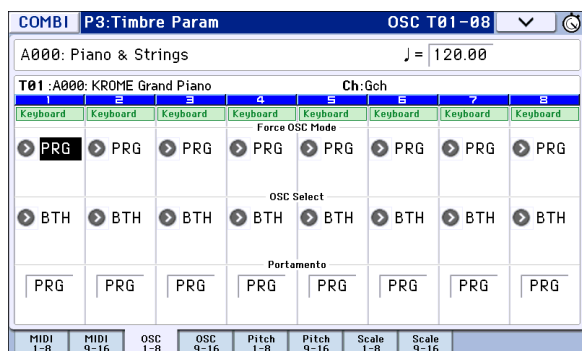 COMBI P3:Timbre Param OSC T01-08
A000: Piano & Strings ♩= 120.00
T01 :A000: KROME Grand Piano Ch:Gch
1 2 3 4 5 6 7 8
Keyboard Keyboard Keyboard Keyboard Keyboard Keyboard Keyboard Keyboard
Force OSC Mode
PRG PRG PRG PRG PRG PRG PRG PRG
OSC Select
BTH BTH BTH BTH BTH BTH BTH BTH
Portamento
PRG PRG PRG PRG PRG PRG PRG PRG
MIDI 1-8 MIDI 9-16 OSC 1-8 OSC 9-16 Pitch 1-8 Pitch 9-16 Scale 1-8 Scale 9-16